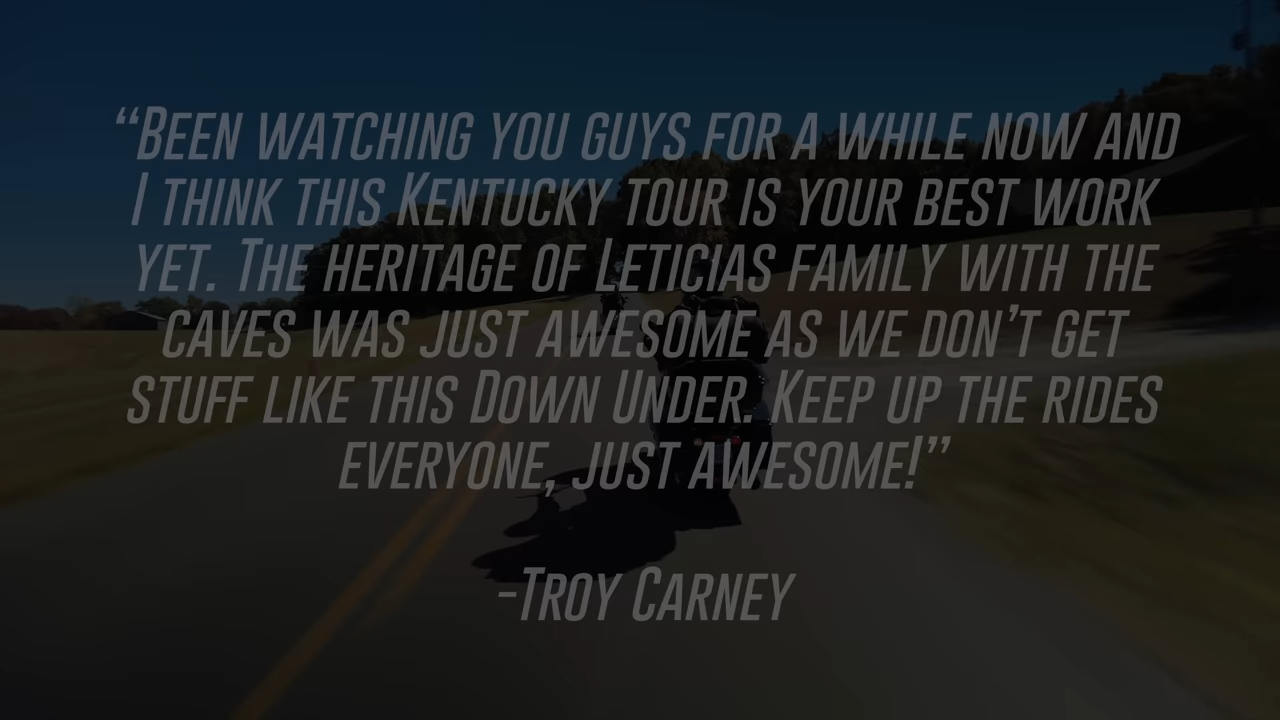 “Been watching you guys for a while now and
I think this Kentucky tour is your best work
yet. The heritage of Leticias family with the
caves was just awesome as we don’t get
stuff like this Down Under. Keep up the rides
everyone, just awesome!”
-Troy Carney